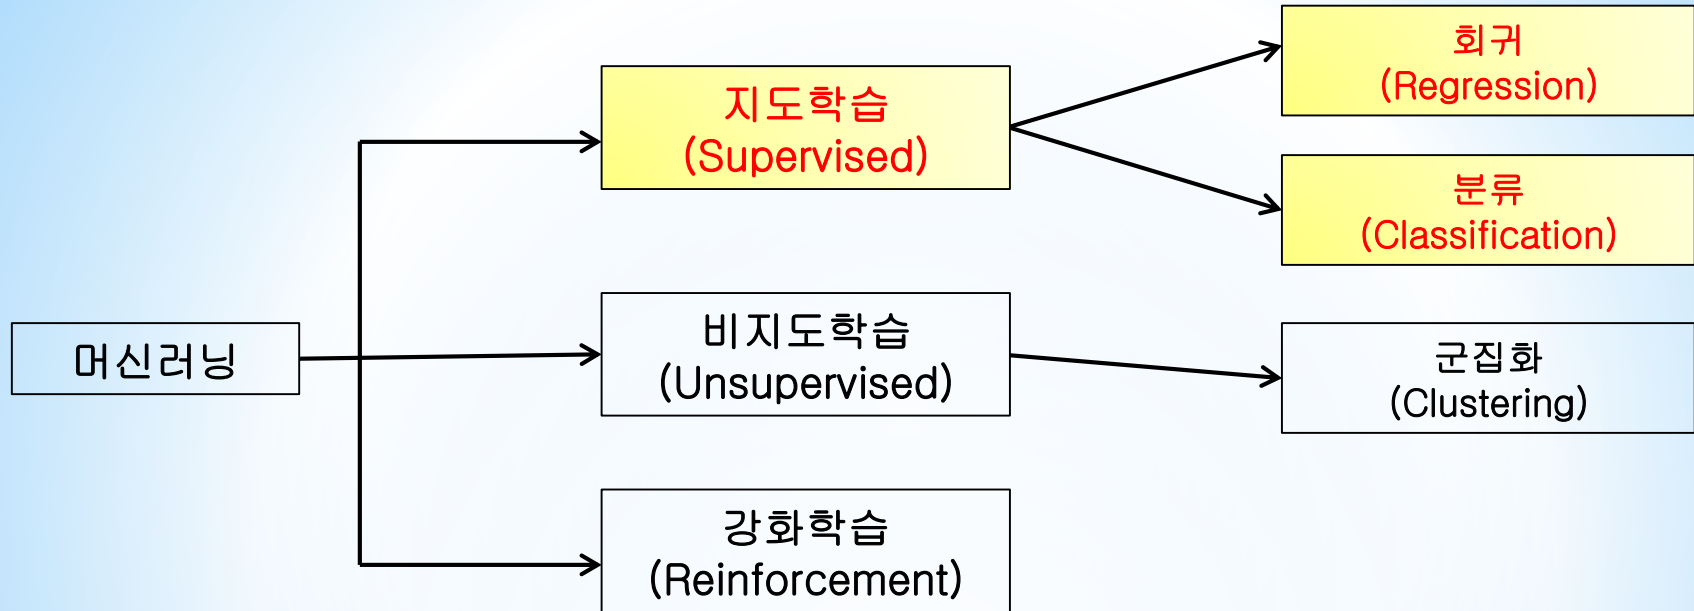 머신러닝
지도학습
(Supervised)
회귀
(Regression)
분류
(Classification)
비지도학습
(Unsupervised)
군집화
(Clustering)
강화학습
(Reinforcement)